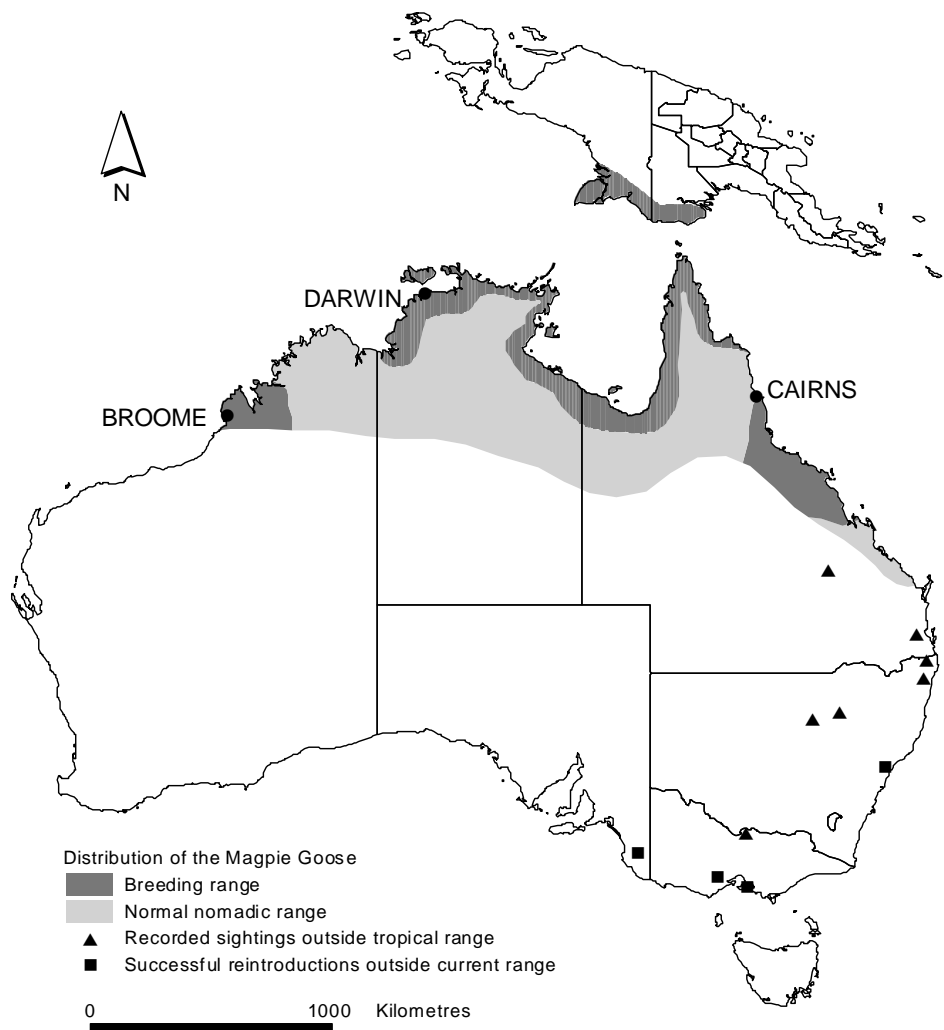 N
DARWIN
CAIRNS
BROOME
Distribution of the Magpie Goose
Breeding range
Normal nomadic range
Recorded sightings outside tropical range
Successful reintroductions outside current range
0 1000 Kilometres